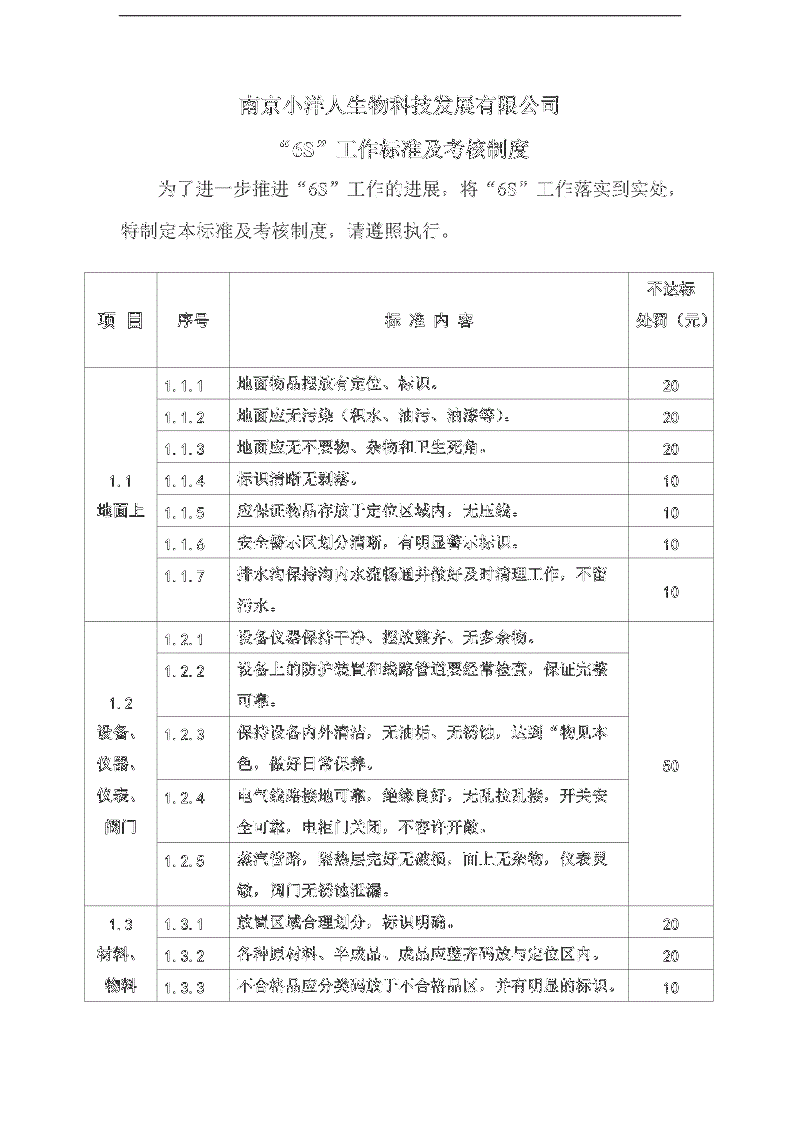 南京小洋人生物科技发展有限公司
“6S”工作标准及考核制度
为了进一步推进“6S”工作的进展，将“6S”工作落实到实处，
特制定本标准及考核制度，请遵照执行。
项 目 序号 标 准 内 容 不达标
处罚（元）
1.1
地面上
1.1.1 地面物品摆放有定位、标识。 20
1.1.2 地面应无污染（积水、油污、油漆等）。 20
1.1.3 地面应无不要物、杂物和卫生死角。 20
1.1.4 标识清晰无剥落。 10
1.1.5 应保证物品存放于定位区域内，无压线。 10
1.1.6 安全警示区划分清晰，有明显警示标识。 10
1.1.7 排水沟保持沟内水流畅通并做好及时清理工作，不留
污水。 10
1.2
设备、
仪器、
仪表、
阀门
1.2.1 设备仪器保持干净、摆放整齐、无多余物。
1.2.2 设备上的防护装置和线路管道要经常检查，保证完整
可靠。
1.2.3 保持设备内外清洁，无油垢、无锈蚀，达到“物见本
色，做好日常保养。
1.2.4 电气线路接地可靠，绝缘良好，无乱拉乱接，开关安
全可靠，电柜门关闭，不容许开敞。
1.2.5 蒸汽管路，聚热层完好无破损，面上无杂物，仪表灵
敏，阀门无锈蚀泄漏。
50
1.3
材料、
物料
1.3.1 放置区域合理划分，标识明确。 20
1.3.2 各种原材料、半成品、成品应整齐码放与定位区内。 20
1.3.3 不合格品应分类码放于不合格品区，并有明显的标识。 10